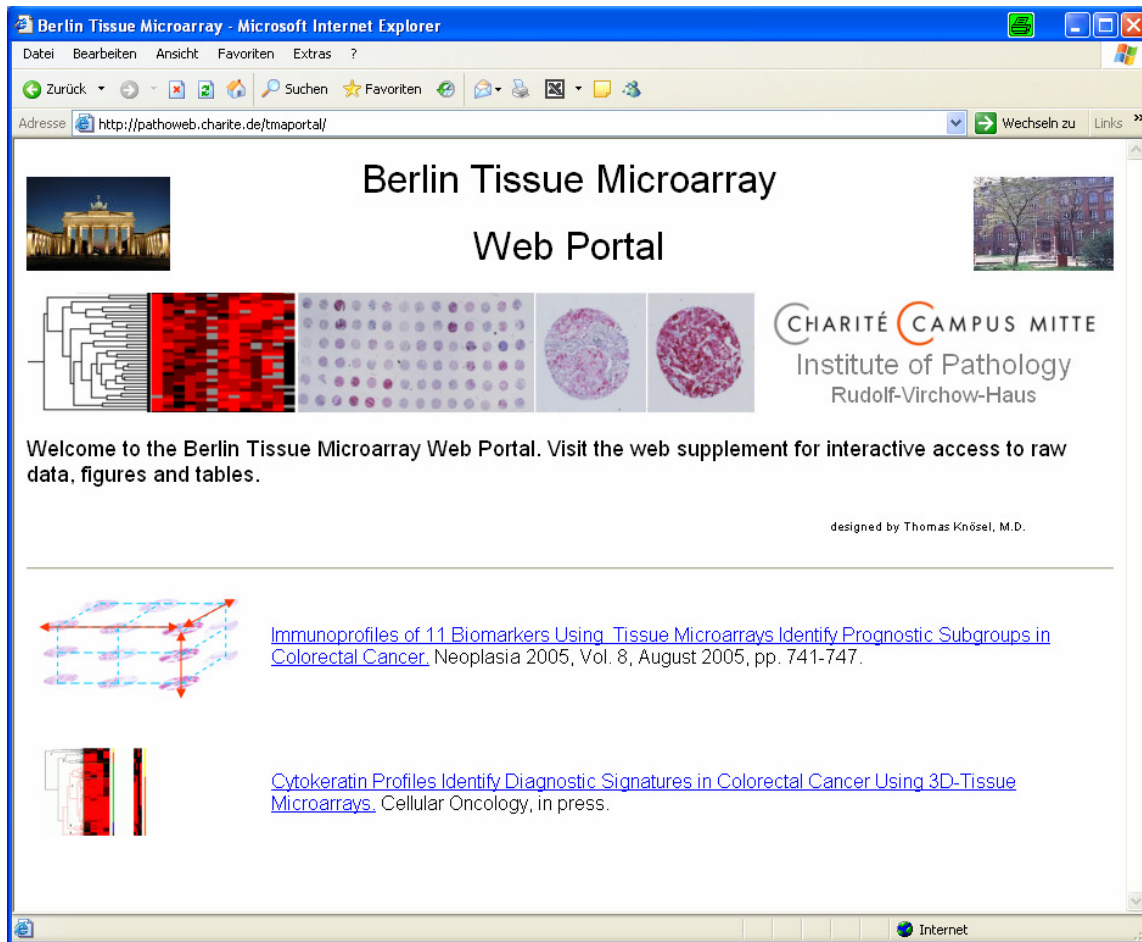 Berlin Tissue Microarray - Microsoft Internet Explorer
Datei Bearbeiten Ansicht Favoriten Extras ?
Zurück Suchen Favoriten
Adresse http://pathoweb.charite.de/tmaportal/ Wechseln zu Links »
Berlin Tissue Microarray
Web Portal
CHARITÉ CAMPUS MITTE
Institute of Pathology
Rudolf-Virchow-Haus
Welcome to the Berlin Tissue Microarray Web Portal. Visit the web supplement for interactive access to raw
data, figures and tables.
designed by Thomas Knösel, M.D.
Immunoprofiles of 11 Biomarkers Using Tissue Microarrays Identify Prognostic Subgroups in
Colorectal Cancer. Neoplasia 2005, Vol. 8, August 2005, pp. 741-747.
Cytokeratin Profiles Identify Diagnostic Signatures in Colorectal Cancer Using 3D-Tissue
Microarrays. Cellular Oncology, in press.
Internet